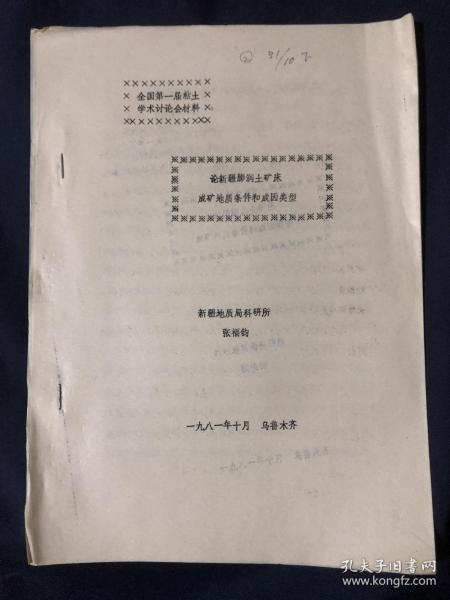 ② 31/10 下
全国第一届粘土
学术讨论会材料
论新疆膨润土矿床
成矿地质条件和成因类型
新疆地质局科研所
张福钧
一九八一年十月 乌鲁木齐
孔夫子旧书网
www.kongfz.com